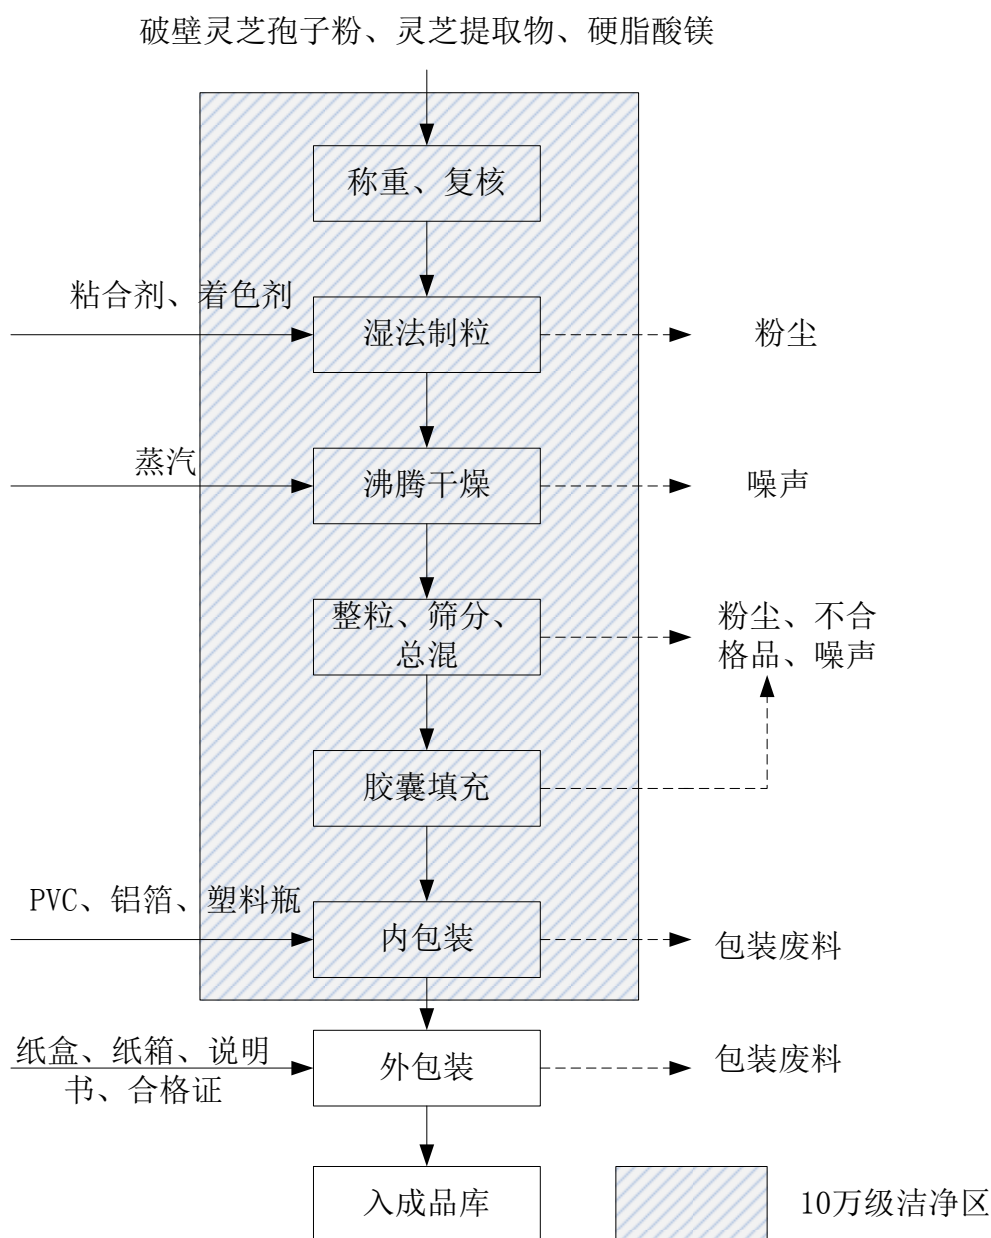 破壁灵芝孢子粉、灵芝提取物、硬脂酸镁
称重、复核
粘合剂、着色剂
湿法制粒
粉尘
蒸汽
沸腾干燥
噪声
整粒、筛分、
总混
粉尘、不合
格品、噪声
胶囊填充
PVC、铝箔、塑料瓶
内包装
包装废料
纸盒、纸箱、说明
书、合格证
外包装
包装废料
入成品库
10万级洁净区